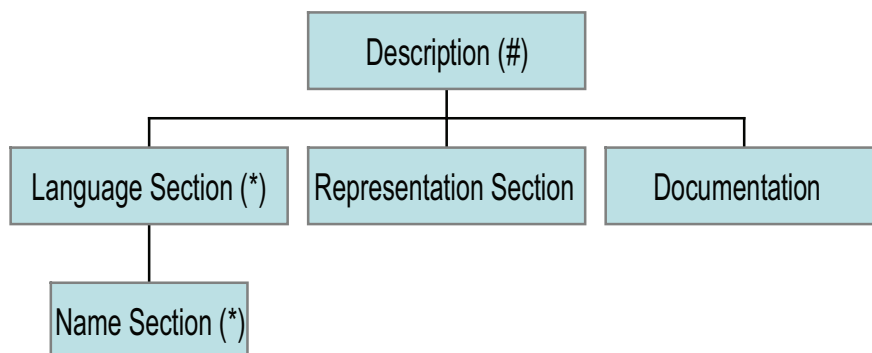 Description (#)
Language Section (*)
Representation Section
Documentation
Name Section (*)